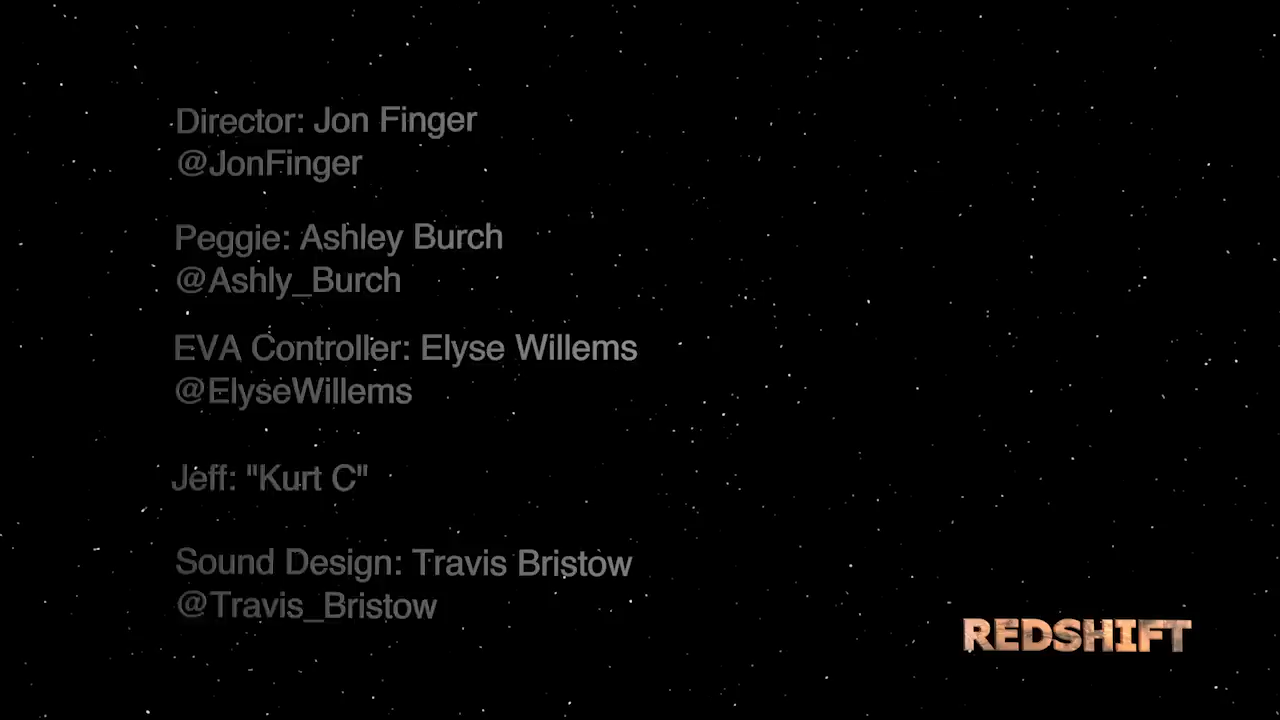 Director: Jon Finger
@JonFinger
Peggie: Ashley Burch
@Ashly_Burch
EVA Controller: Elyse Willems
@ElyseWillems
Jeff: "Kurt C"
Sound Design: Travis Bristow
@Travis_Bristow
REDSHIFT